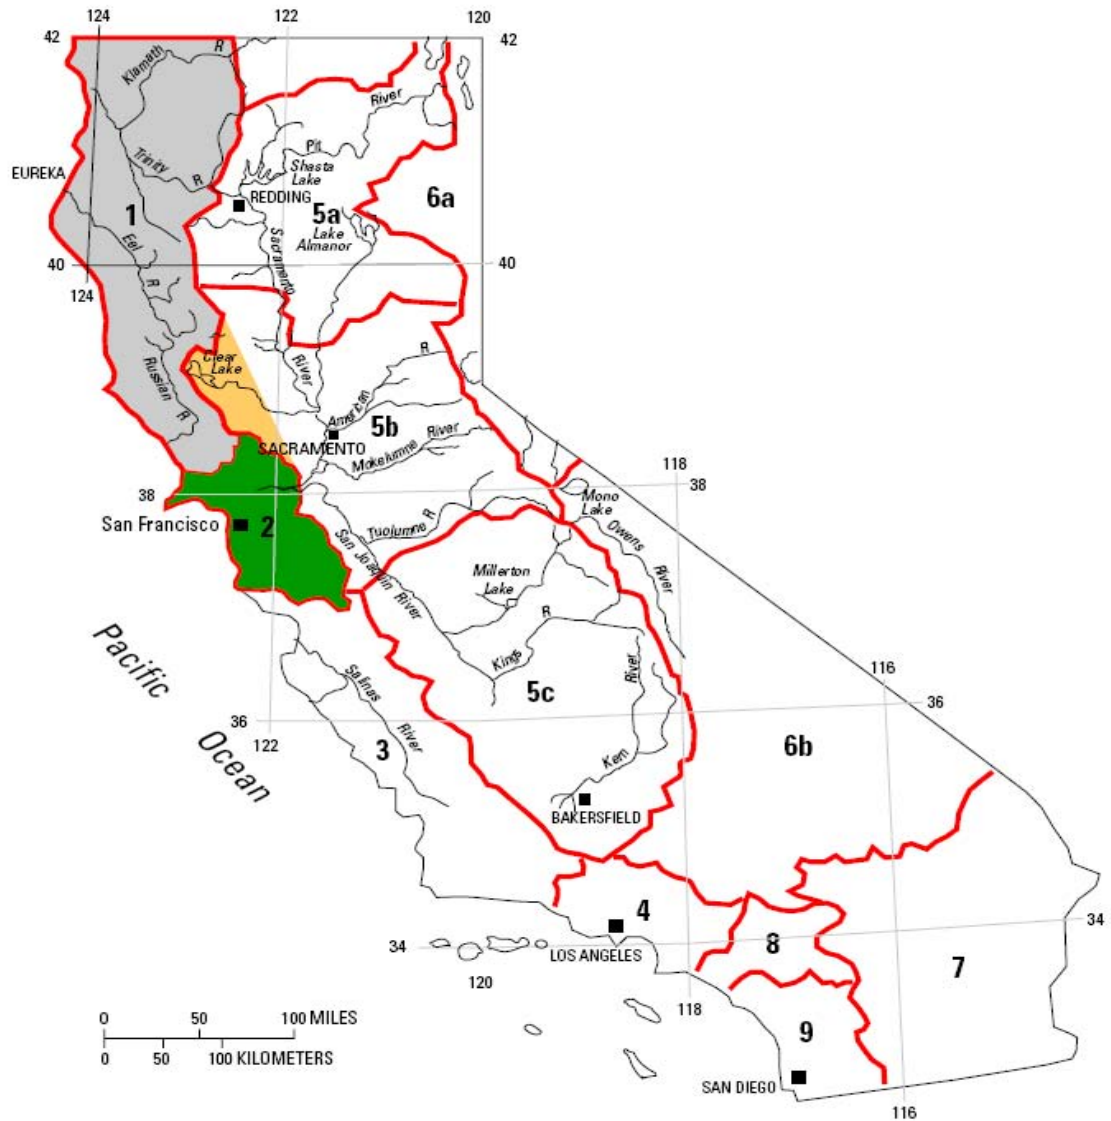 124
122
120
42
42
Klamath
R
River
Pit
Trinity
R
Shasta
Lake
EUREKA
REDDING
6a
1
5a
Lake
Almanor
Eel
R
Sacramento
40
40
124
Clear
Lake
Russian
R
River
R
American
5b
SACRAMENTO
Mokelumne River
118
38
38
Mono
Lake
San Francisco
2
Tuolumne R
Owens
River
San Joaquin River
Millerton
Lake
R
Kings
River
Pacific
Ocean
Salinas
River
5c
116
36
36
122
3
6b
Kern
BAKERSFIELD
4
34
34
LOS ANGELES
8
7
120
118
0 50 100 MILES
0 50 100 KILOMETERS
9
SAN DIEGO
116